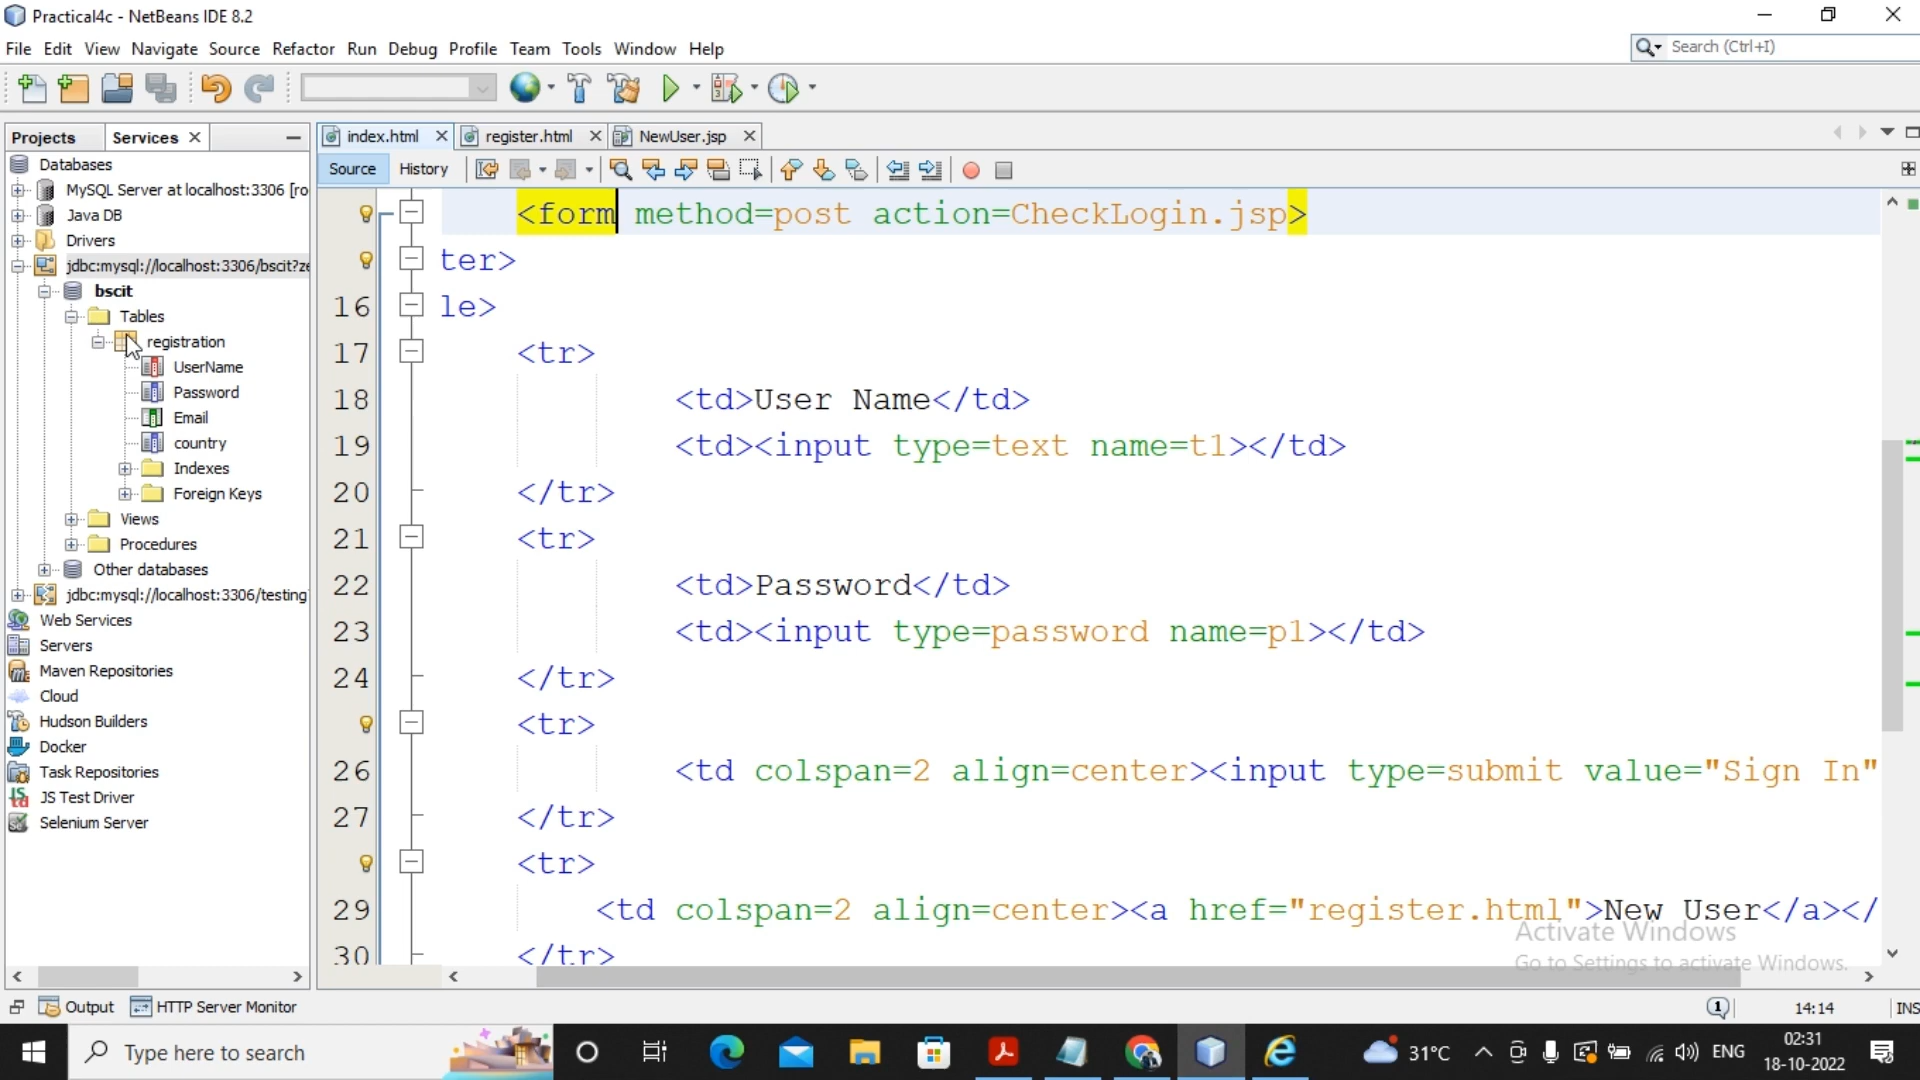 Practical4c - NetBeans IDE 8.2
File Edit View Navigate Source Refactor Run Debug Profile Team Tools Window Help
Search (Ctrl+I)
Projects
Services
index.html
register.html
NewUser.jsp
Source
History
Databases
MySQL Server at localhost:3306 [ro
Java DB
Drivers
jdbc:mysql://localhost:3306/bscit?ze
bscit
Tables
registration
UserName
Password
Email
country
Indexes
Foreign Keys
Views
Procedures
Other databases
jdbc:mysql://localhost:3306/testing
Web Services
Servers
Maven Repositories
Cloud
Hudson Builders
Docker
Task Repositories
JS Test Driver
Selenium Server
<form method=post action=CheckLogin.jsp>
ter>
16 le>
17 <tr>
18 <td>User Name</td>
19 <td><input type=text name=t1></td>
20 </tr>
21 <tr>
22 <td>Password</td>
23 <td><input type=password name=p1></td>
24 </tr>
<tr>
26 <td colspan=2 align=center><input type=submit value="Sign In"
27 </tr>
<tr>
29 <td colspan=2 align=center><a href="register.html">New User</a></
30 </tr>
Activate Windows
Go to Settings to activate Windows.
Output
HTTP Server Monitor
1
14:14
INS
Type here to search
31°C
ENG
02:31
18-10-2022